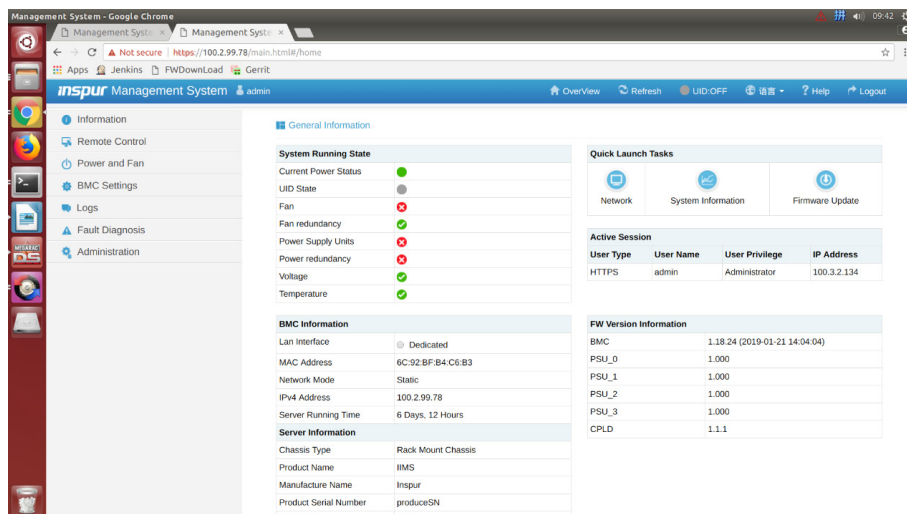 Management System - Google Chrome
拼
09:42
Management Syste
Management Syste
Not secure
https://100.2.99.78/main.html#/home
Apps
Jenkins
FWDownLoad
Gerrit
inspur Management System
admin
OverView
Refresh
UID:OFF
语言
Help
Logout
Information
Remote Control
Power and Fan
BMC Settings
Logs
Fault Diagnosis
Administration
General Information
System Running State
Current Power Status
UID State
Fan
Fan redundancy
Power Supply Units
Power redundancy
Voltage
Temperature
Quick Launch Tasks
Network
System Information
Firmware Update
Active Session
User Type User Name User Privilege IP Address
HTTPS admin Administrator 100.3.2.134
BMC Information
Lan Interface Dedicated
MAC Address 6C:92:BF:B4:C6:B3
Network Mode Static
IPv4 Address 100.2.99.78
Server Running Time 6 Days, 12 Hours
Server Information
Chassis Type Rack Mount Chassis
Product Name IIMS
Manufacture Name Inspur
Product Serial Number produceSN
FW Version Information
BMC 1.18.24 (2019-01-21 14:04:04)
PSU_0 1.000
PSU_1 1.000
PSU_2 1.000
PSU_3 1.000
CPLD 1.1.1
MEGARAC
DS